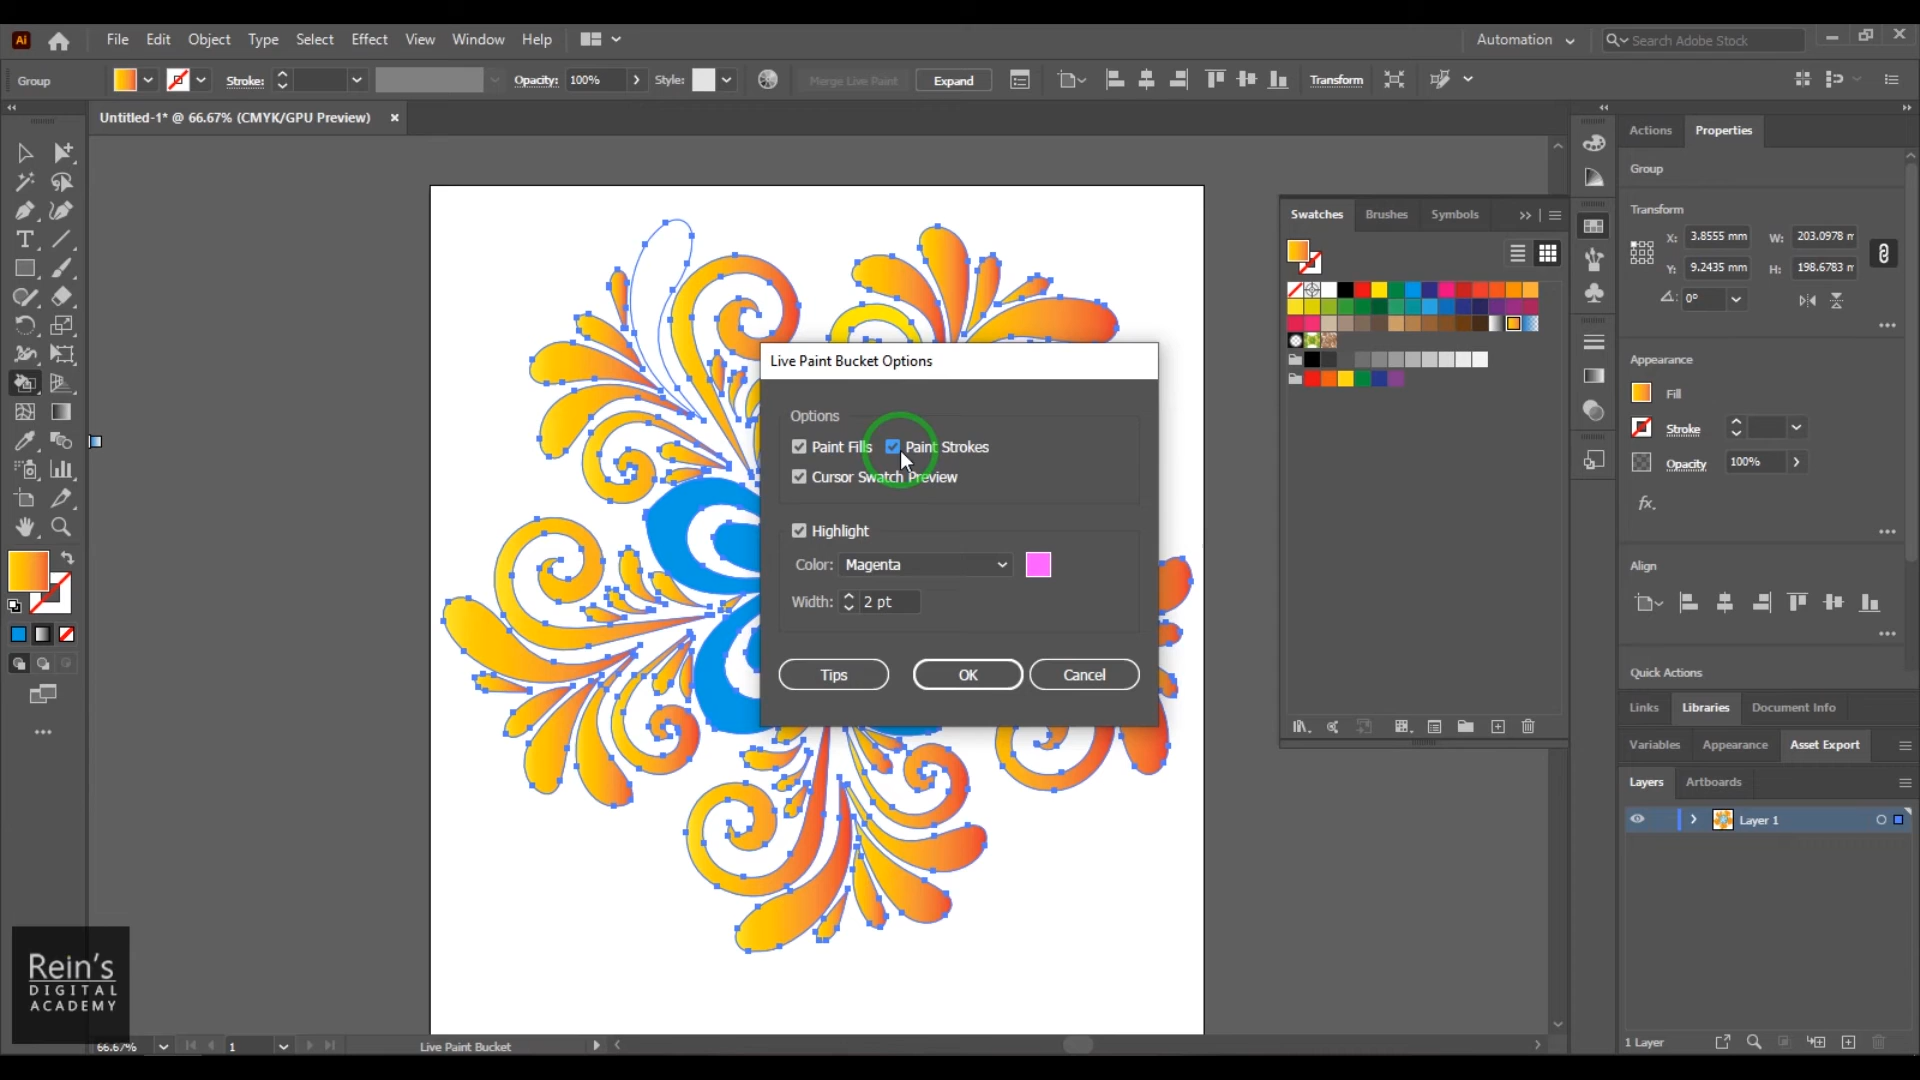 Ai File Edit Object Type Select Effect View Window Help Automation Search Adobe Stock
Group Stroke: Opacity: 100% Style: Merge Live Paint Expand Transform
Untitled-1* @ 66.67% (CMYK/GPU Preview)
Actions Properties
Group
Transform
X: 3.8555 mm W: 203.0978 m
Y: 9.2435 mm H: 198.6783 m
0°
Swatches Brushes Symbols
Appearance
Fill
Stroke
Opacity 100%
fx.
Align
Quick Actions
Links Libraries Document Info
Variables Appearance Asset Export
Layers Artboards
Layer 1
1 Layer
Live Paint Bucket Options
Options
Paint Fills Paint Strokes
Cursor Swatch Preview
Highlight
Color: Magenta
Width: 2 pt
Tips OK Cancel
Rein's
DIGITAL
ACADEMY
66.67% 1 Live Paint Bucket